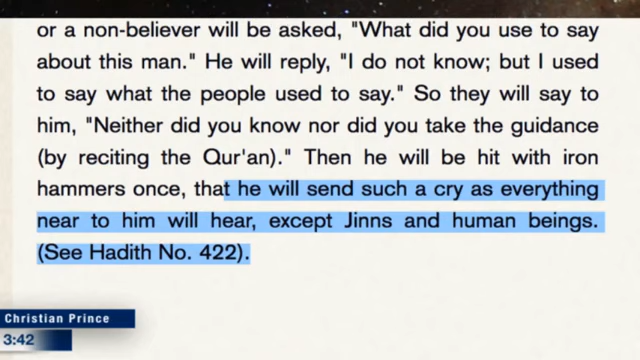 or a non-believer will be asked, "What did you use to say
about this man." He will reply, "I do not know; but I used
to say what the people used to say." So they will say to
him, "Neither did you know nor did you take the guidance
(by reciting the Qur'an)." Then he will be hit with iron
hammers once, that he will send such a cry as everything
near to him will hear, except Jinns and human beings.
(See Hadith No. 422).
Christian Prince
3:42